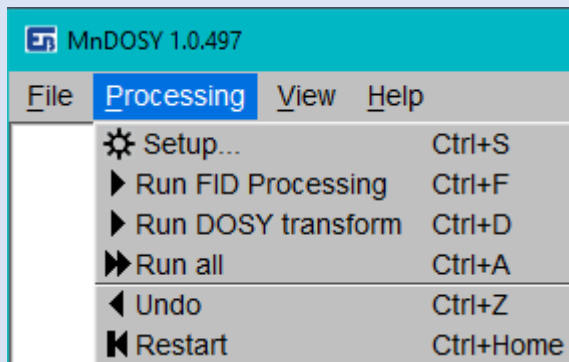 MnDOSY 1.0.497
File Processing View Help
Setup... Ctrl+S
Run FID Processing Ctrl+F
Run DOSY transform Ctrl+D
Run all Ctrl+A
Undo Ctrl+Z
Restart Ctrl+Home